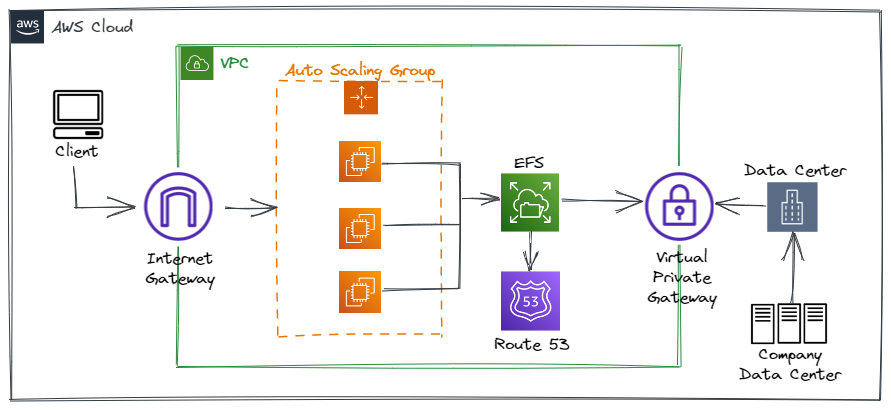 aws
AWS Cloud
VPC
Auto Scaling Group
Client
Internet
Gateway
EFS
53
Route 53
Virtual
Private
Gateway
Data Center
Company
Data Center